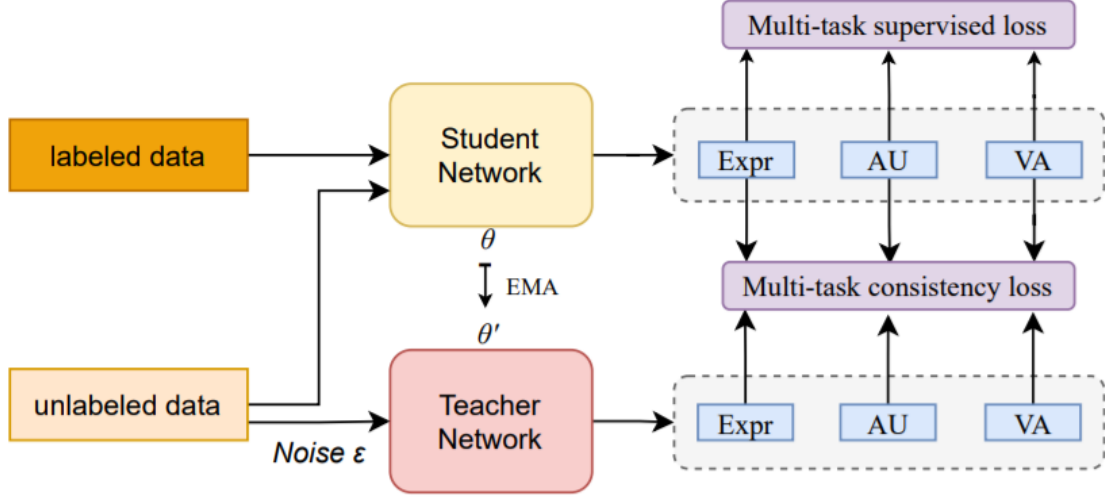 Multi-task supervised loss
labeled data
Student
Network
Expr
AU
VA
θ
EMA
θ′
Multi-task consistency loss
unlabeled data
Noise ε
Teacher
Network
Expr
AU
VA